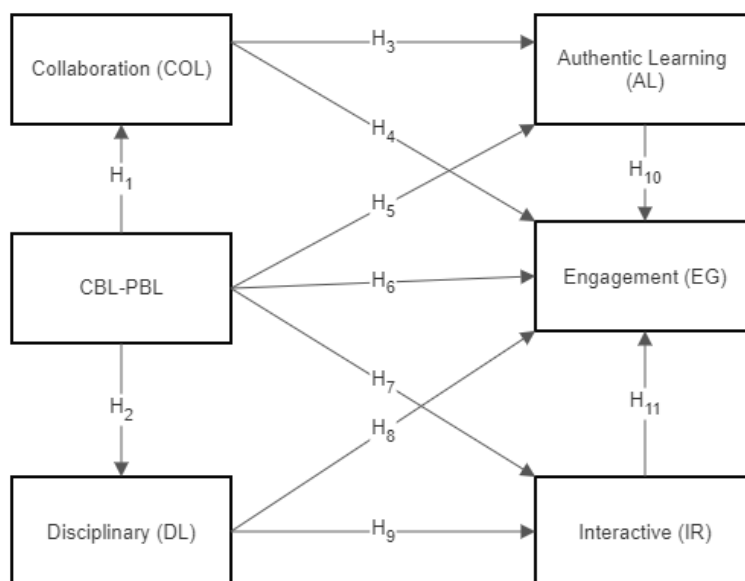 Collaboration (COL)
H3
Authentic Learning
(AL)
H4
H1
H5
H10
CBL-PBL
H6
Engagement (EG)
H2
H7
H8
H11
Disciplinary (DL)
H9
Interactive (IR)